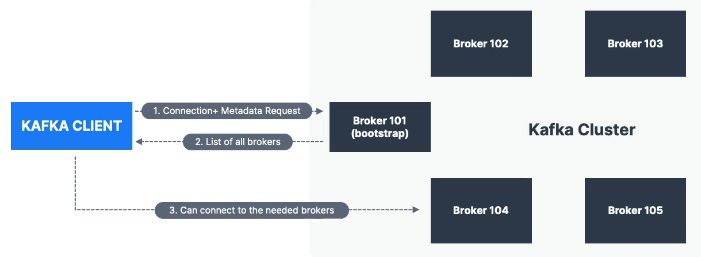 Broker 102
Broker 103
1. Connection+ Metadata Request
KAFKA CLIENT
Broker 101
(bootstrap)
Kafka Cluster
2. List of all brokers
3. Can connect to the needed brokers
Broker 104
Broker 105